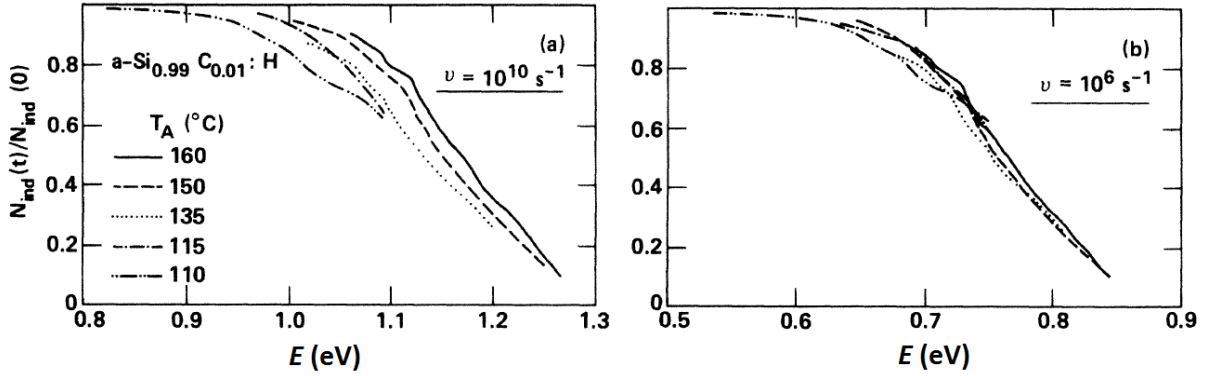 N_ind(t)/N_ind (0)
0.8
0.6
0.4
0.2
0
0.8
0.9
1.0
1.1
1.2
1.3
E (eV)
(a)
a-Si_0.99 C_0.01 : H
υ = 10^10 s^-1
T_A (°C)
160
150
135
115
110
0.8
0.6
0.4
0.2
0
0.5
0.6
0.7
0.8
0.9
E (eV)
(b)
υ = 10^6 s^-1